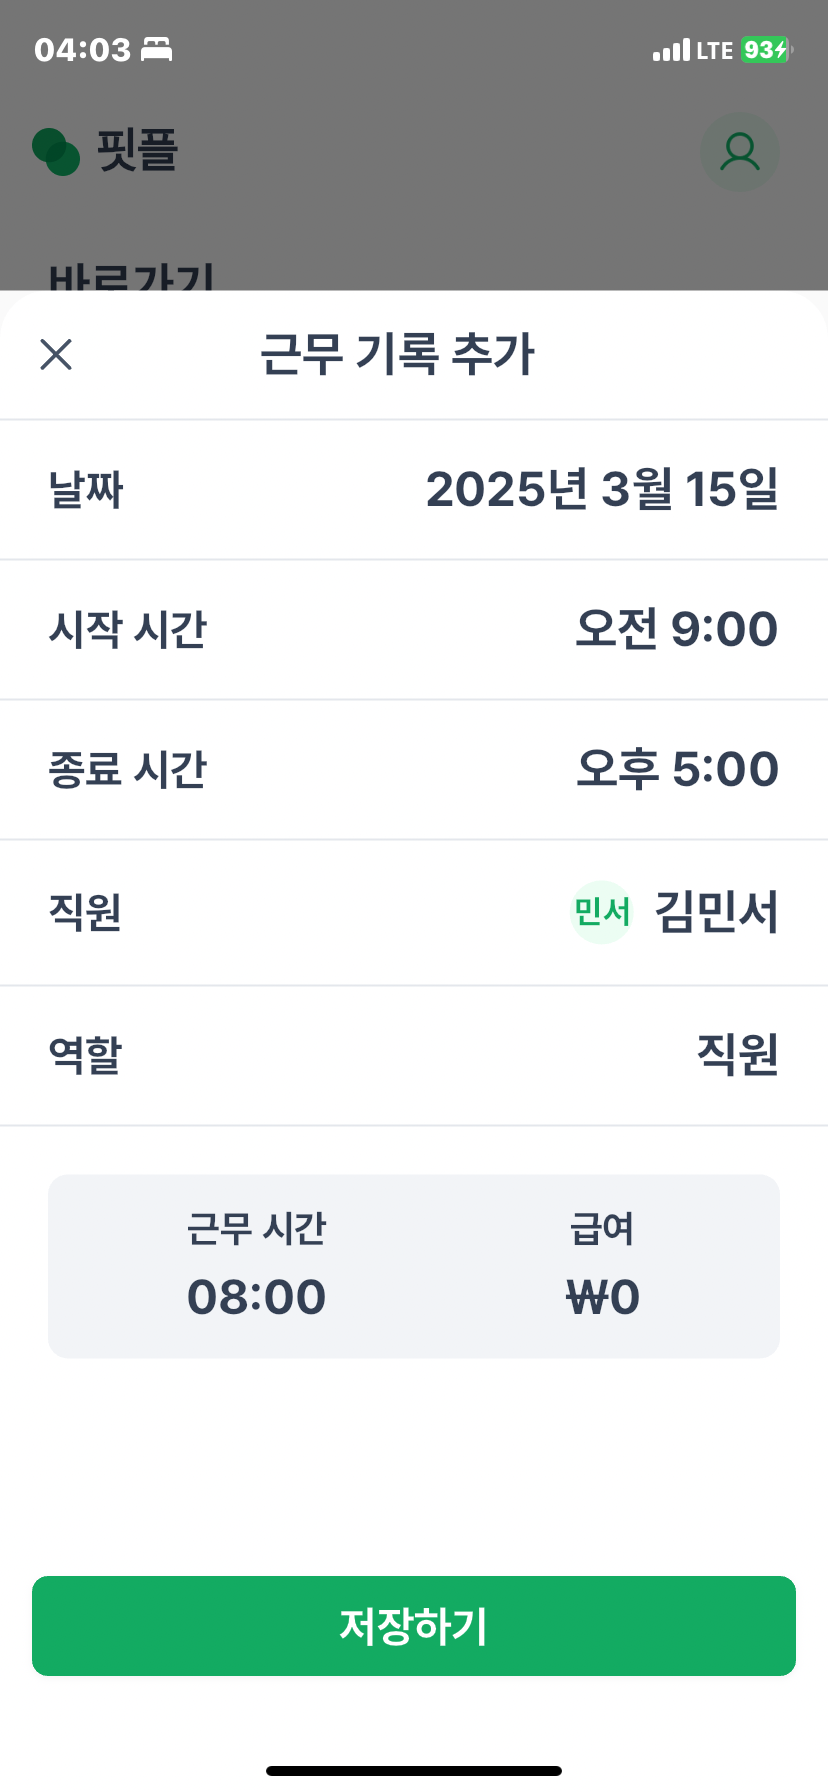 04:03 LTE 93
핏플
바로가기
근무 기록 추가
날짜 2025년 3월 15일
시작 시간 오전 9:00
종료 시간 오후 5:00
직원 민서 김민서
역할 직원
근무 시간 급여
08:00 ₩0
저장하기